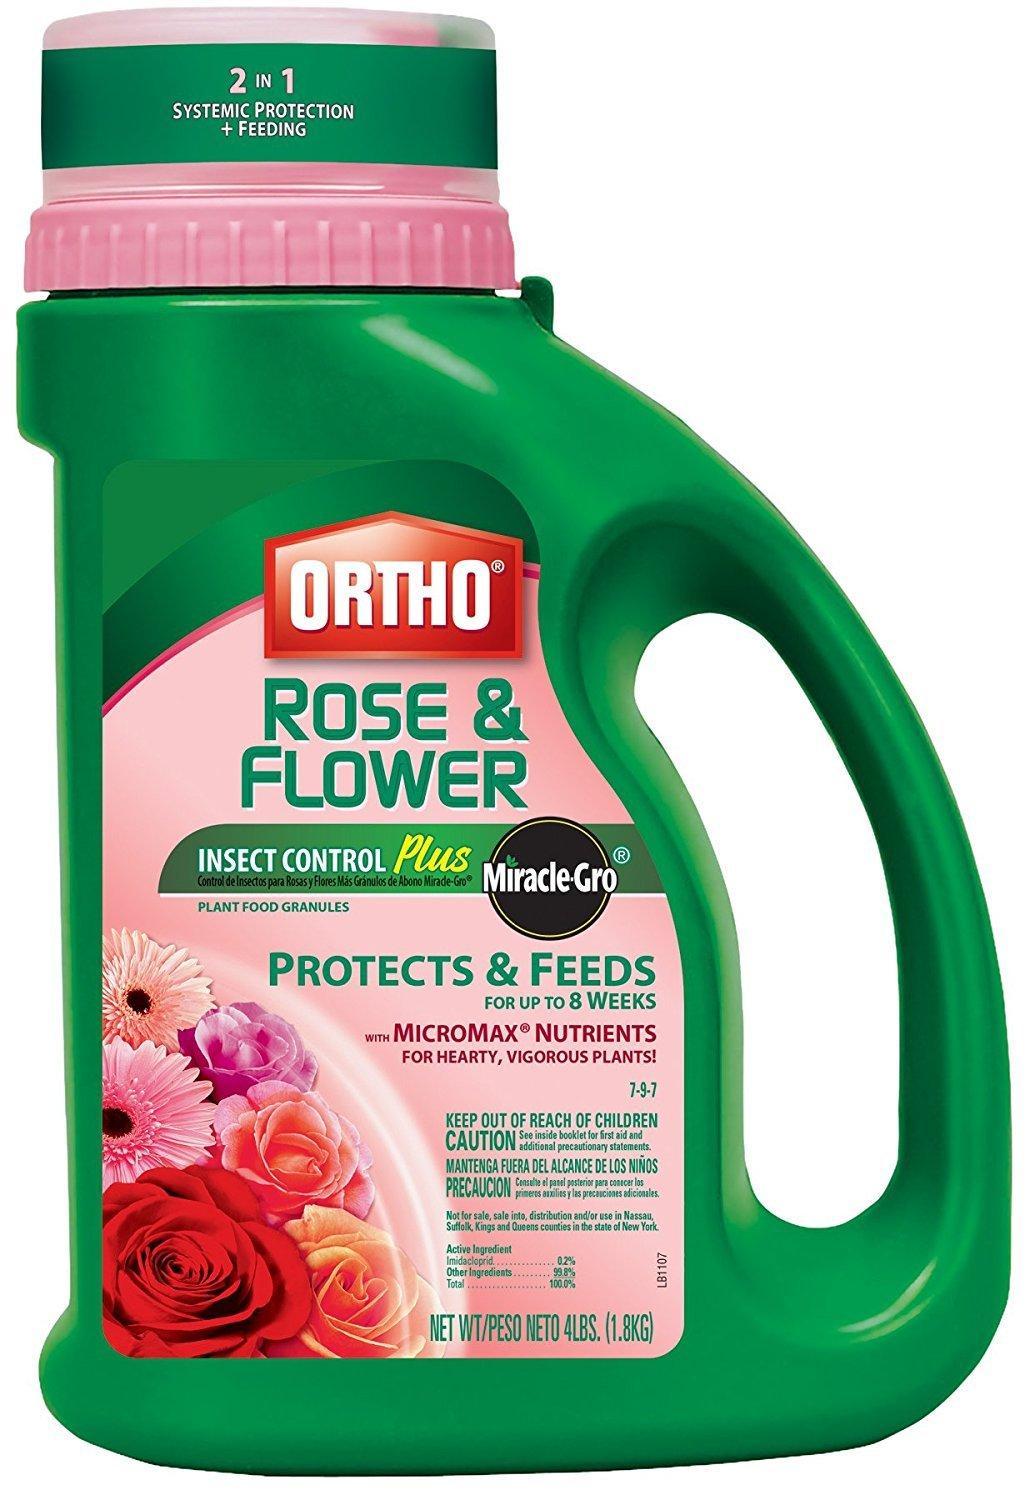 2 IN 1
SYSTEMIC PROTECTION
+ FEEDING
ORTHO®
ROSE &
FLOWER
INSECT CONTROL Plus
Miracle-Gro®
Control de Insectos para Rosas y Flores Más Gránulos de Abono Miracle-Gro®
PLANT FOOD GRANULES
PROTECTS & FEEDS
FOR UP TO 8 WEEKS
WITH MICROMAX® NUTRIENTS
FOR HEARTY, VIGOROUS PLANTS!
7-9-7
KEEP OUT OF REACH OF CHILDREN
CAUTION See inside booklet for first aid and
additional precautionary statements.
MANTENGA FUERA DEL ALCANCE DE LOS NIÑOS
PRECAUCION Consulte el panel posterior para conocer los
primeros auxilios y las precauciones adicionales.
Not for sale, sale into, distribution and/or use in Nassau,
Suffolk, Kings and Queens counties in the state of New York.
Active Ingredient
Imidacloprid.............. 0.2%
Other Ingredients......... 99.8%
Total .................... 100.0%
LB1107
NET WT/PESO NETO 4LBS. (1.8KG)